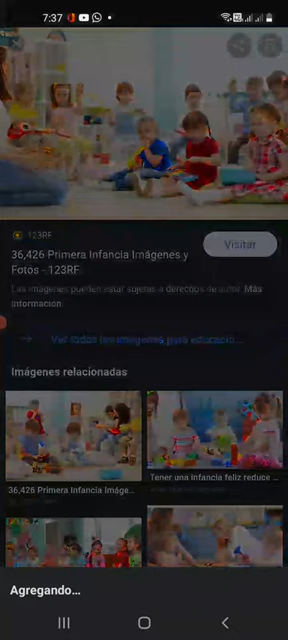 7:37
123RF
Visitar
36,426 Primera Infancia Imágenes y
Fotos - 123RF
Las imágenes pueden estar sujetas a derechos de autor. Más
información
Ver todas las imágenes para educació...
Imágenes relacionadas
36,426 Primera Infancia Imáge...
Tener una infancia feliz reduce ...
Agregando...